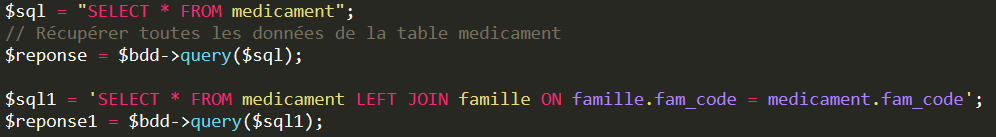 $sql = "SELECT * FROM medicament";
// Récupérer toutes les données de la table medicament
$reponse = $bdd->query($sql);
$sql1 = 'SELECT * FROM medicament LEFT JOIN famille ON famille.fam_code = medicament.fam_code';
$reponse1 = $bdd->query($sql1);